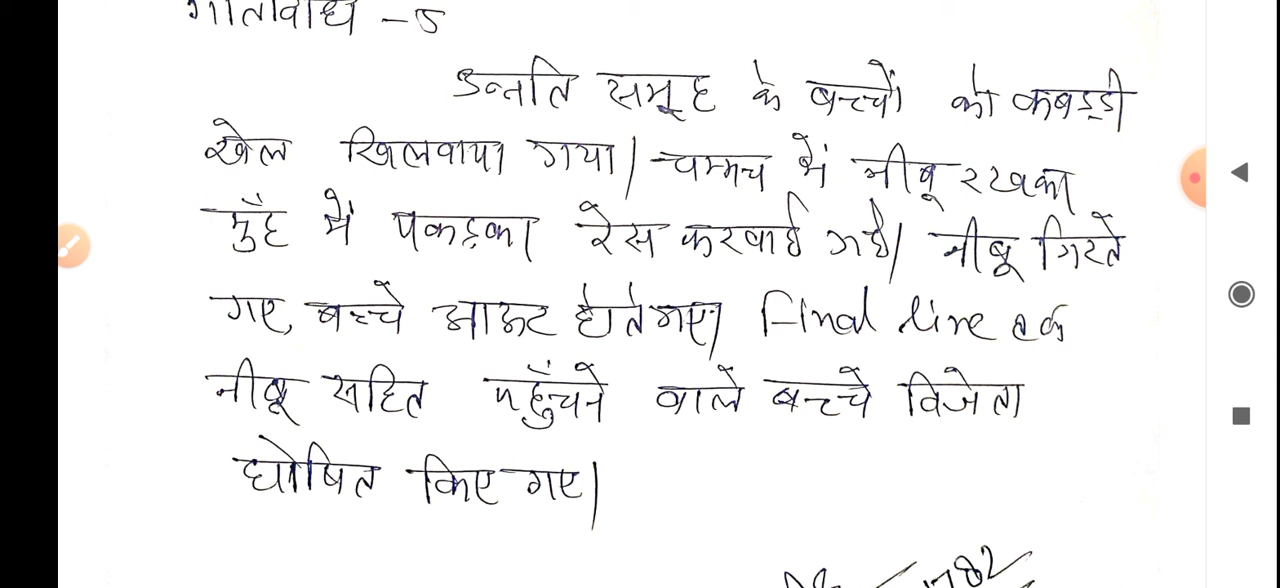 गतिविधि -5
उन्नति समूह के बच्चों को कबड्डी
खेल खिलवाया गया। चम्मच में नीबू रखकर
मुँह में पकड़कर रेस करवाई गई। नीबू गिरते
गए, बच्चे आऊट होते गए। Final line तक
नीबू सहित पहुँचने वाले बच्चे विजेता
घोषित किए गए।